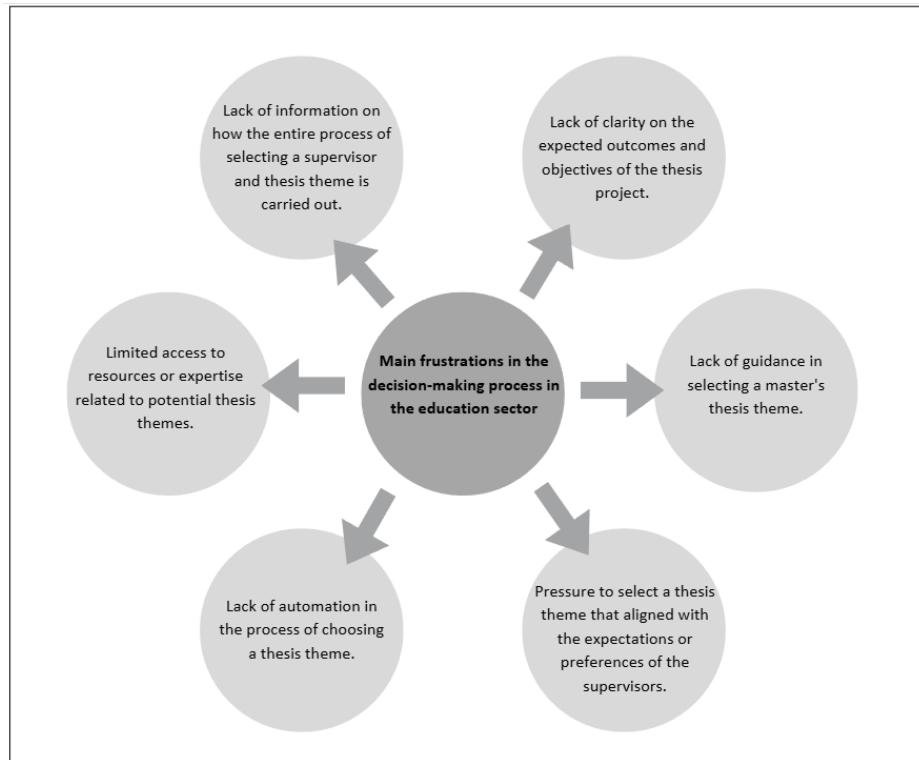 Lack of information on
how the entire process of
selecting a supervisor
and thesis theme is
carried out.
Lack of clarity on the
expected outcomes and
objectives of the thesis
project.
Limited access to
resources or expertise
related to potential thesis
themes.
Main frustrations in the
decision-making process in
the education sector
Lack of guidance in
selecting a master's
thesis theme.
Lack of automation in
the process of choosing
a thesis theme.
Pressure to select a thesis
theme that aligned with
the expectations or
preferences of the
supervisors.